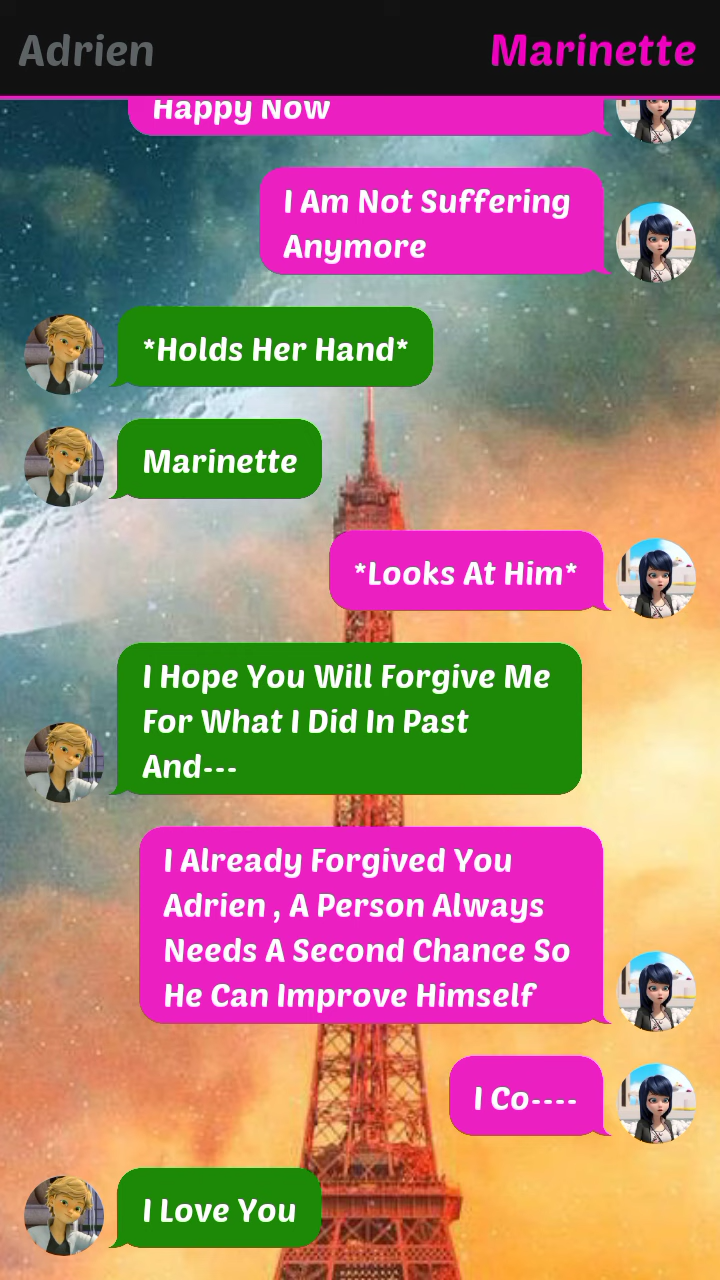 Adrien
Marinette
Happy Now
I Am Not Suffering
Anymore
*Holds Her Hand*
Marinette
*Looks At Him*
I Hope You Will Forgive Me
For What I Did In Past
And---
I Already Forgived You
Adrien , A Person Always
Needs A Second Chance So
He Can Improve Himself
I Co----
I Love You